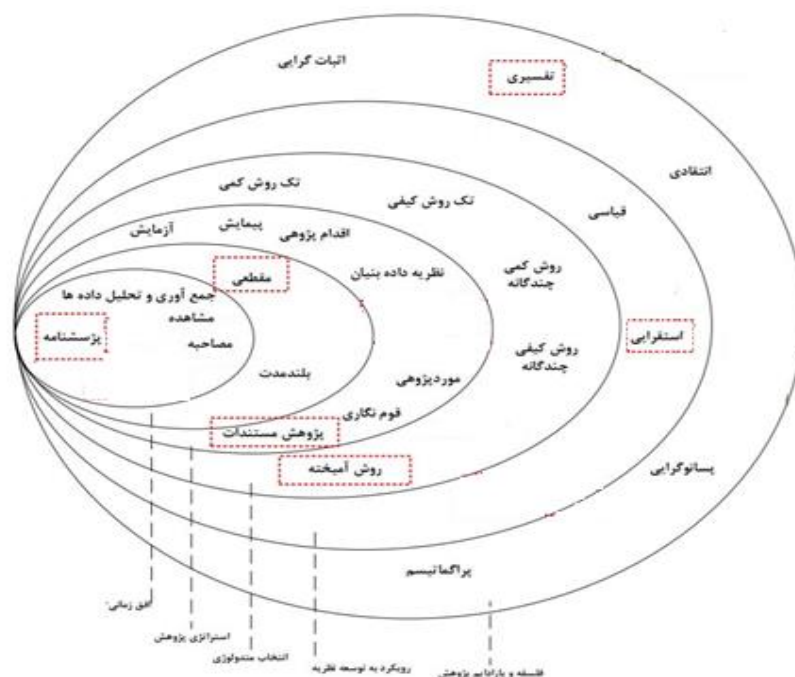 اثبات گرایی
تفسیری
انتقادی
تک روش کمی
تک روش کیفی
قیاسی
آزمایش
پیمایش
اقدام پژوهی
مقطعی
نظریه داده بنیان
روش کمی
چندگانه
جمع آوری و تحلیل داده ها
مشاهده
پژسشنامه
مصاحبه
استقرایی
روش کیفی
چندگانه
بلندمدت
موردپژوهی
قوم نگاری
پژوهش مستندات
روش آمیخته
پسانوگرایی
پراگماتیسم
افق زمانی
استراتژی پژوهش
انتخاب متدولوژی
رویکرد به توسعه نظریه
فلسفه و پارادایم پژوهش